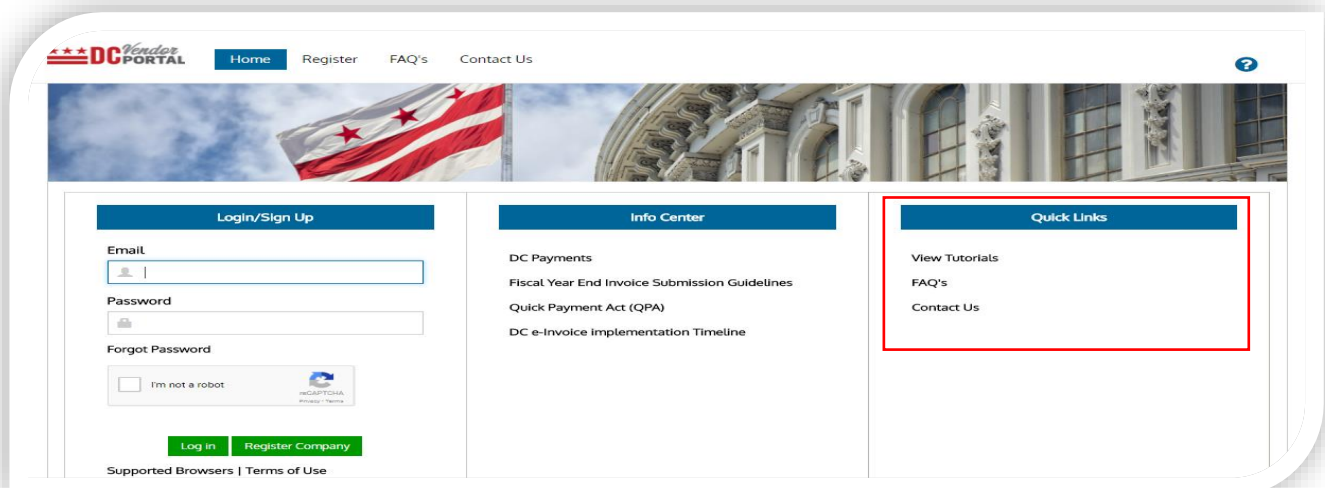 DC Vendor PORTAL
Home Register FAQ's Contact Us
?
Login/Sign Up
Email
Password
Forgot Password
I'm not a robot
reCAPTCHA
Privacy - Terms
Log in Register Company
Supported Browsers | Terms of Use
Info Center
DC Payments
Fiscal Year End Invoice Submission Guidelines
Quick Payment Act (QPA)
DC e-Invoice implementation Timeline
Quick Links
View Tutorials
FAQ's
Contact Us